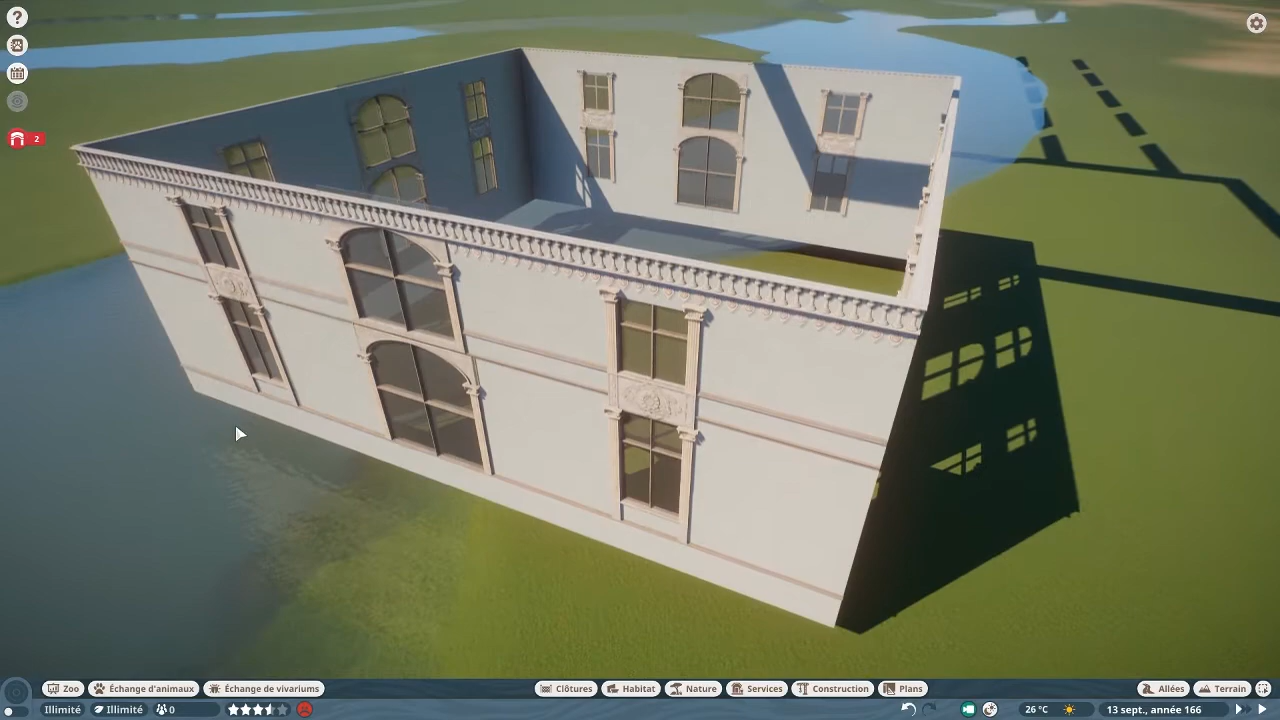 ?
2
Zoo
Échange d'animaux
Échange de vivariums
Clôtures
Habitat
Nature
Services
Construction
Plans
Allées
Terrain
Illimité
Illimité
0
26 °C
13 sept., année 166